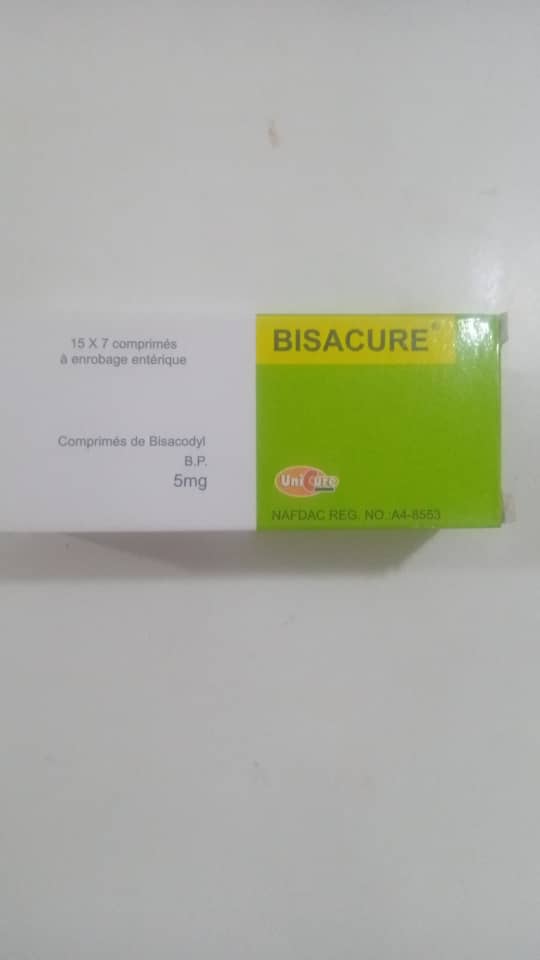 15 X 7 comprimés
à enrobage entérique
Comprimés de Bisacodyl
B.P.
5mg
BISACURE®
Unicure
NAFDAC REG. NO.:A4-8553